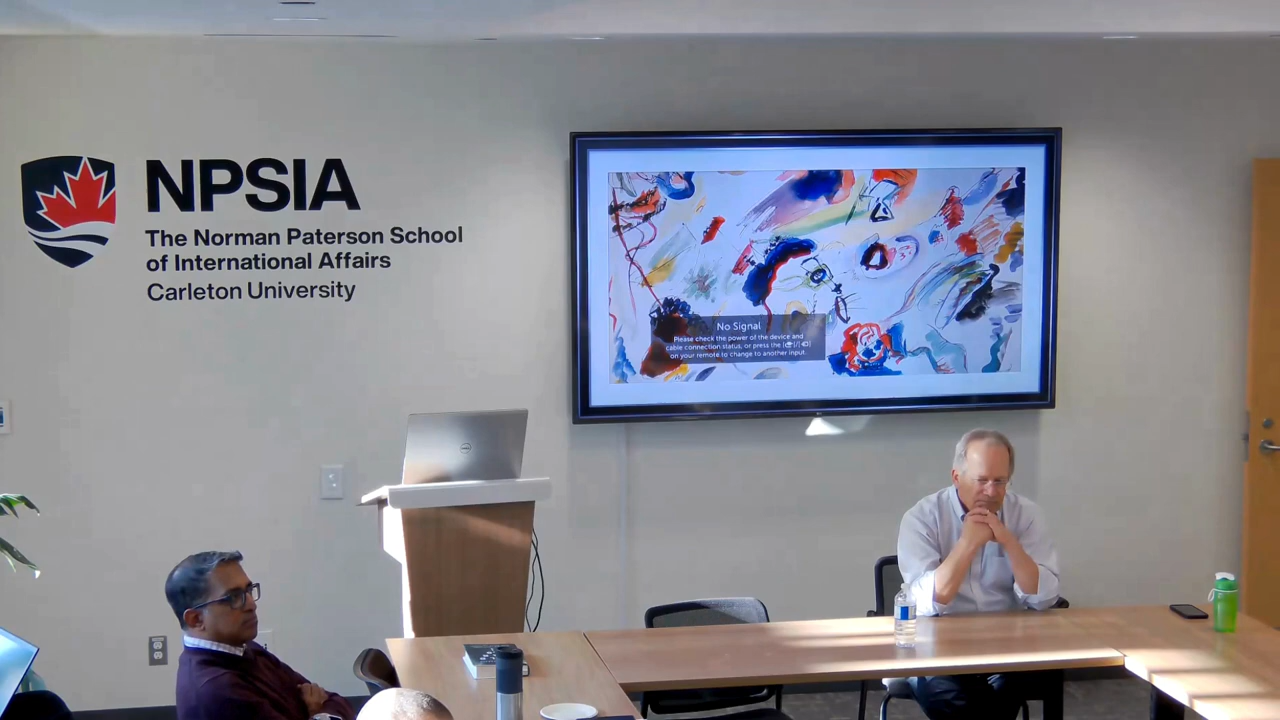 NPSIA
The Norman Paterson School
of International Affairs
Carleton University
No Signal
Please check the power of the device and
cable connection status, or press the
on your remote to change to another input.
DELL